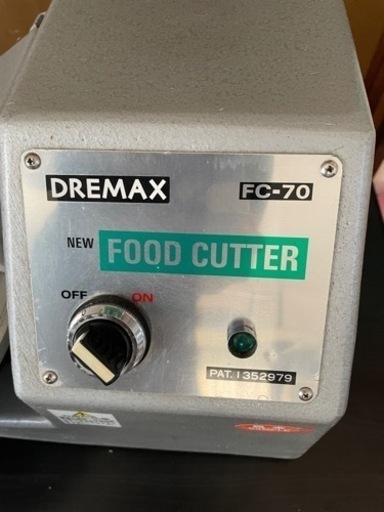 DREMAX
FC-70
NEW FOOD CUTTER
OFF ON
PAT. 1352979